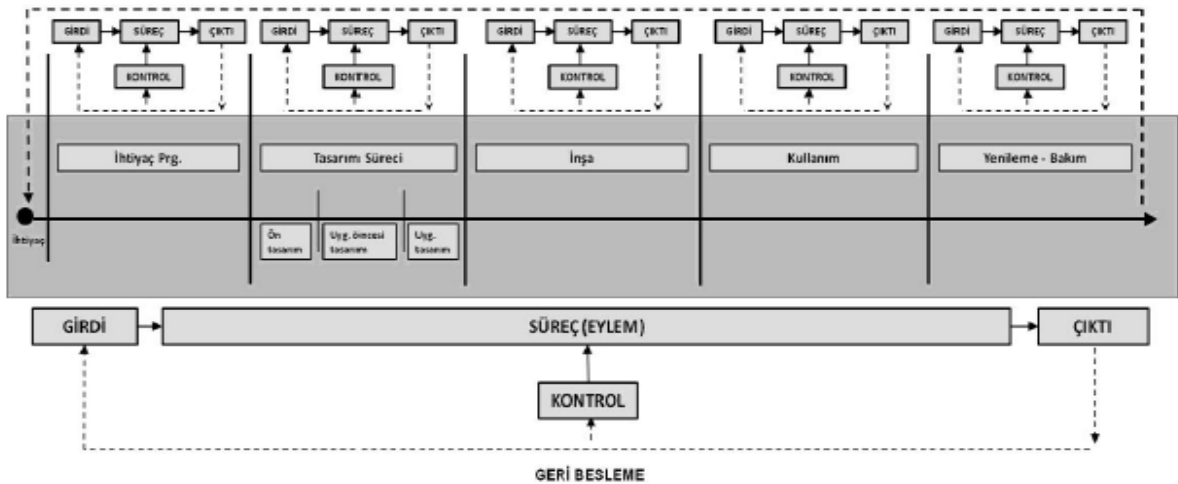 GİRDİ SÜREÇ ÇIKTI GİRDİ SÜREÇ ÇIKTI GİRDİ SÜREÇ ÇIKTI GİRDİ SÜREÇ ÇIKTI GİRDİ SÜREÇ ÇIKTI
KONTROL KONTROL KONTROL KONTROL KONTROL
İhtiyaç Prg. Tasarımı Süreci İnşa Kullanım Yenileme - Bakım
İhtiyaç
Ön tasarım
Uyg. öncesi tasarım
Uyg. tasarım
GİRDİ SÜREÇ (EYLEM) ÇIKTI
KONTROL
GERİ BESLEME